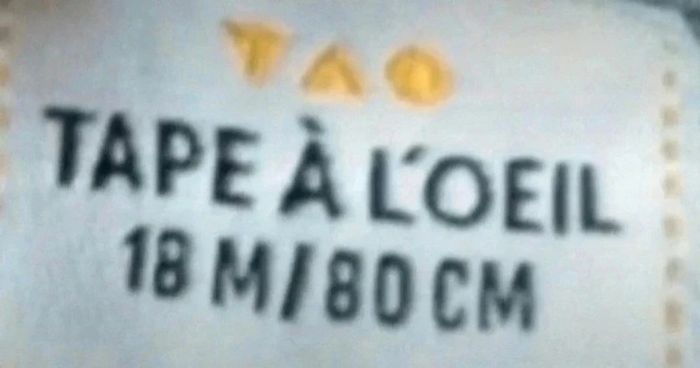 TAO
TAPE À L'OEIL
18 M/80 CM